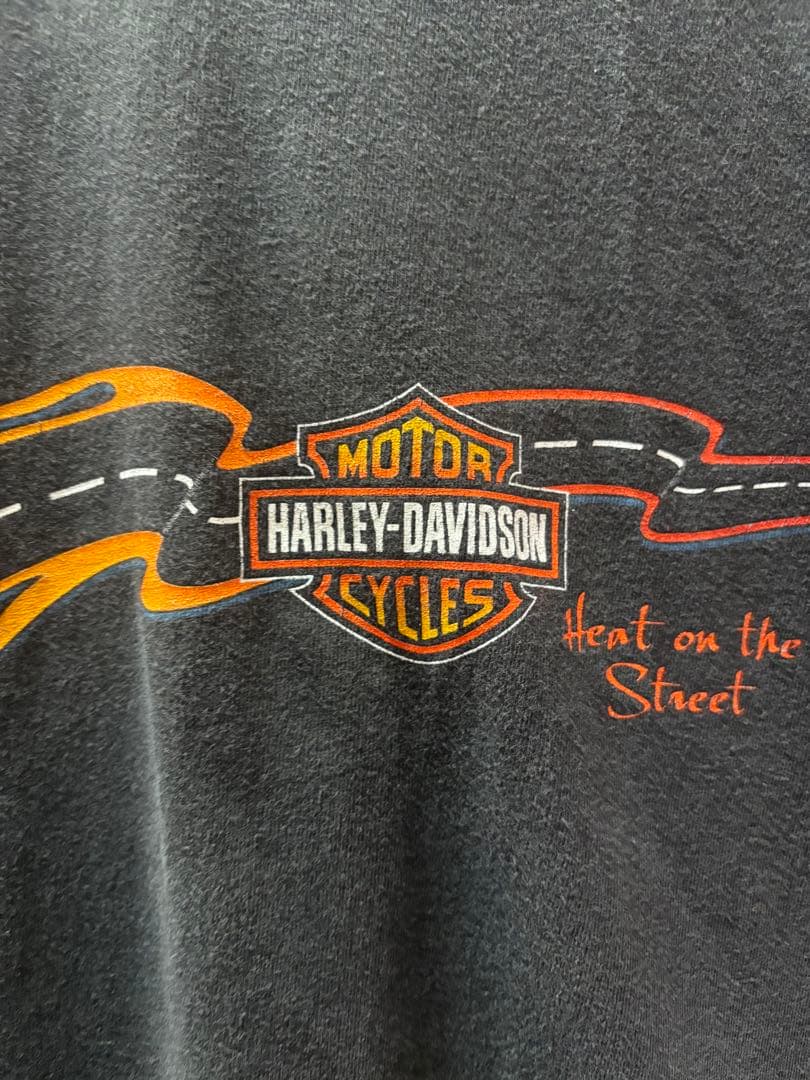 MOTOR
HARLEY-DAVIDSON
CYCLES
Heat on the
Street